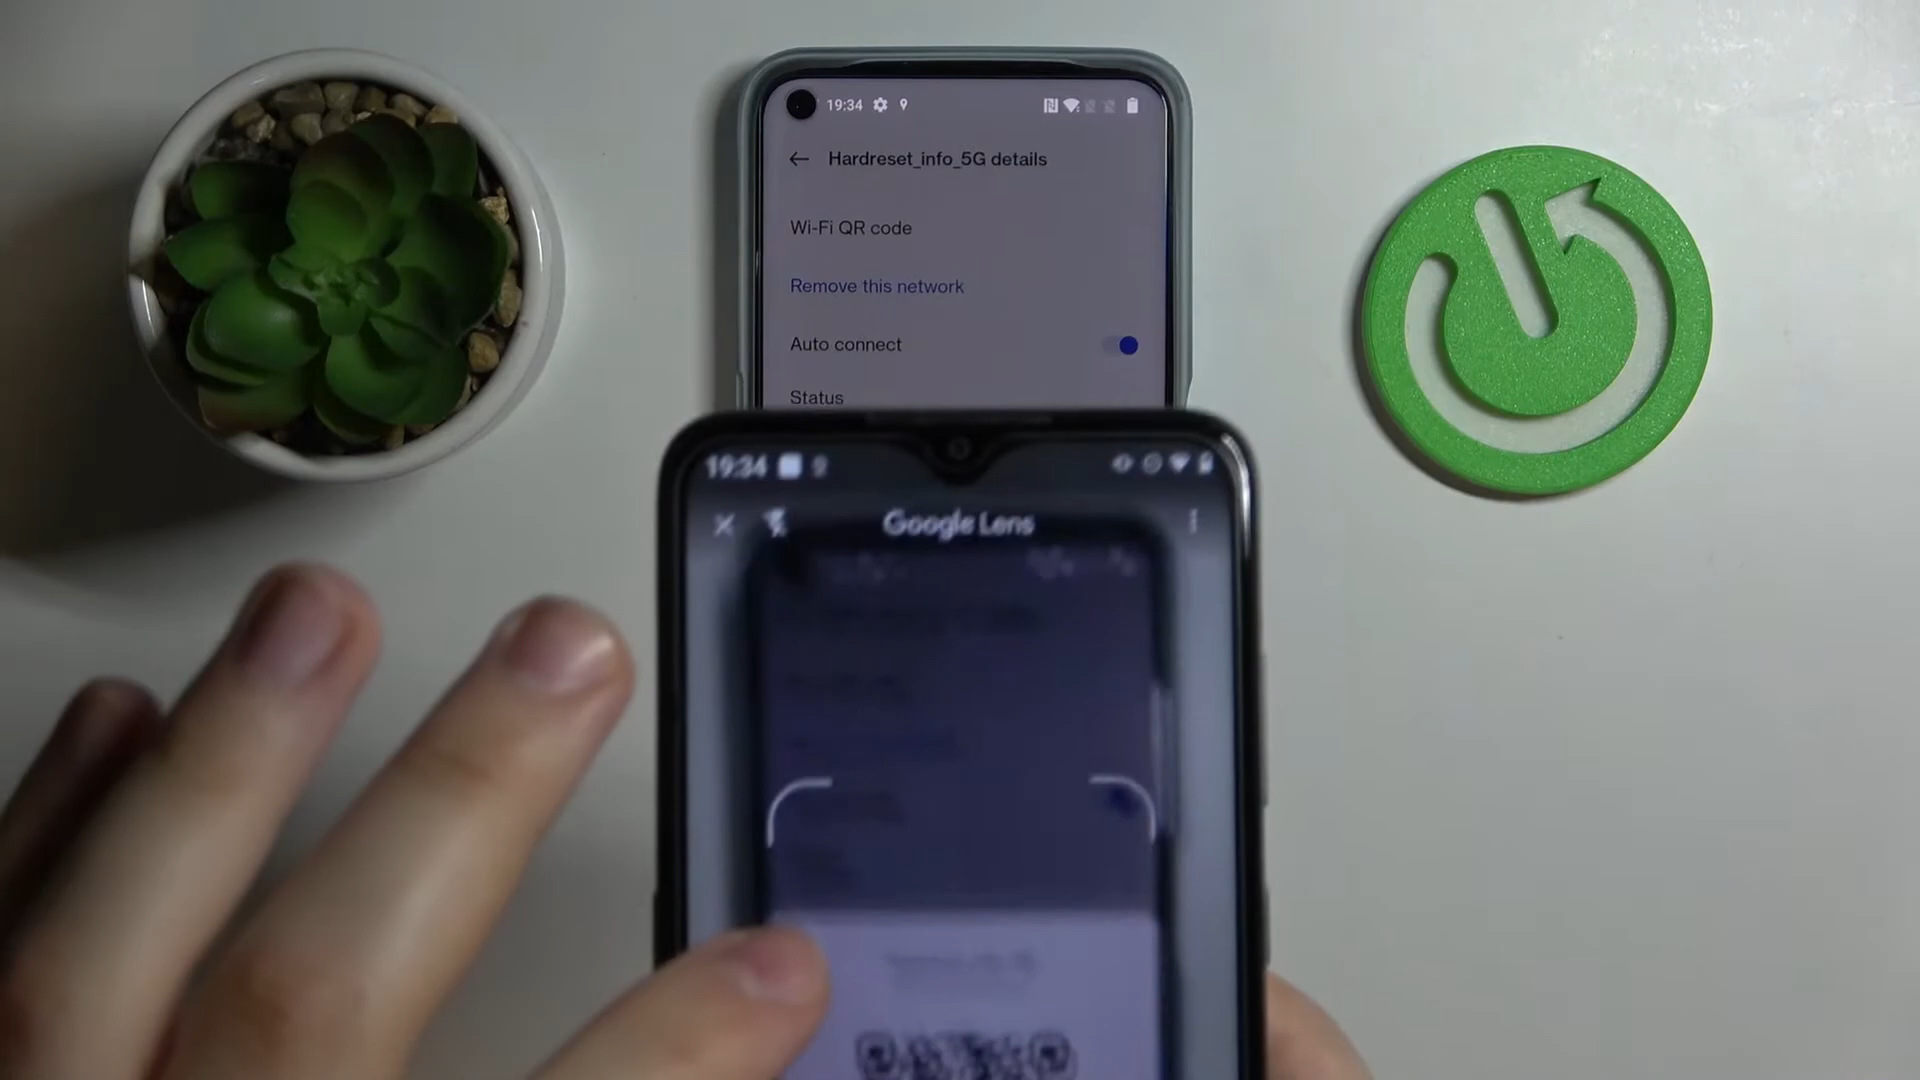 19:34
Hardreset_info_5G details
Wi-Fi QR code
Remove this network
Auto connect
Status
19:34
Google Lens